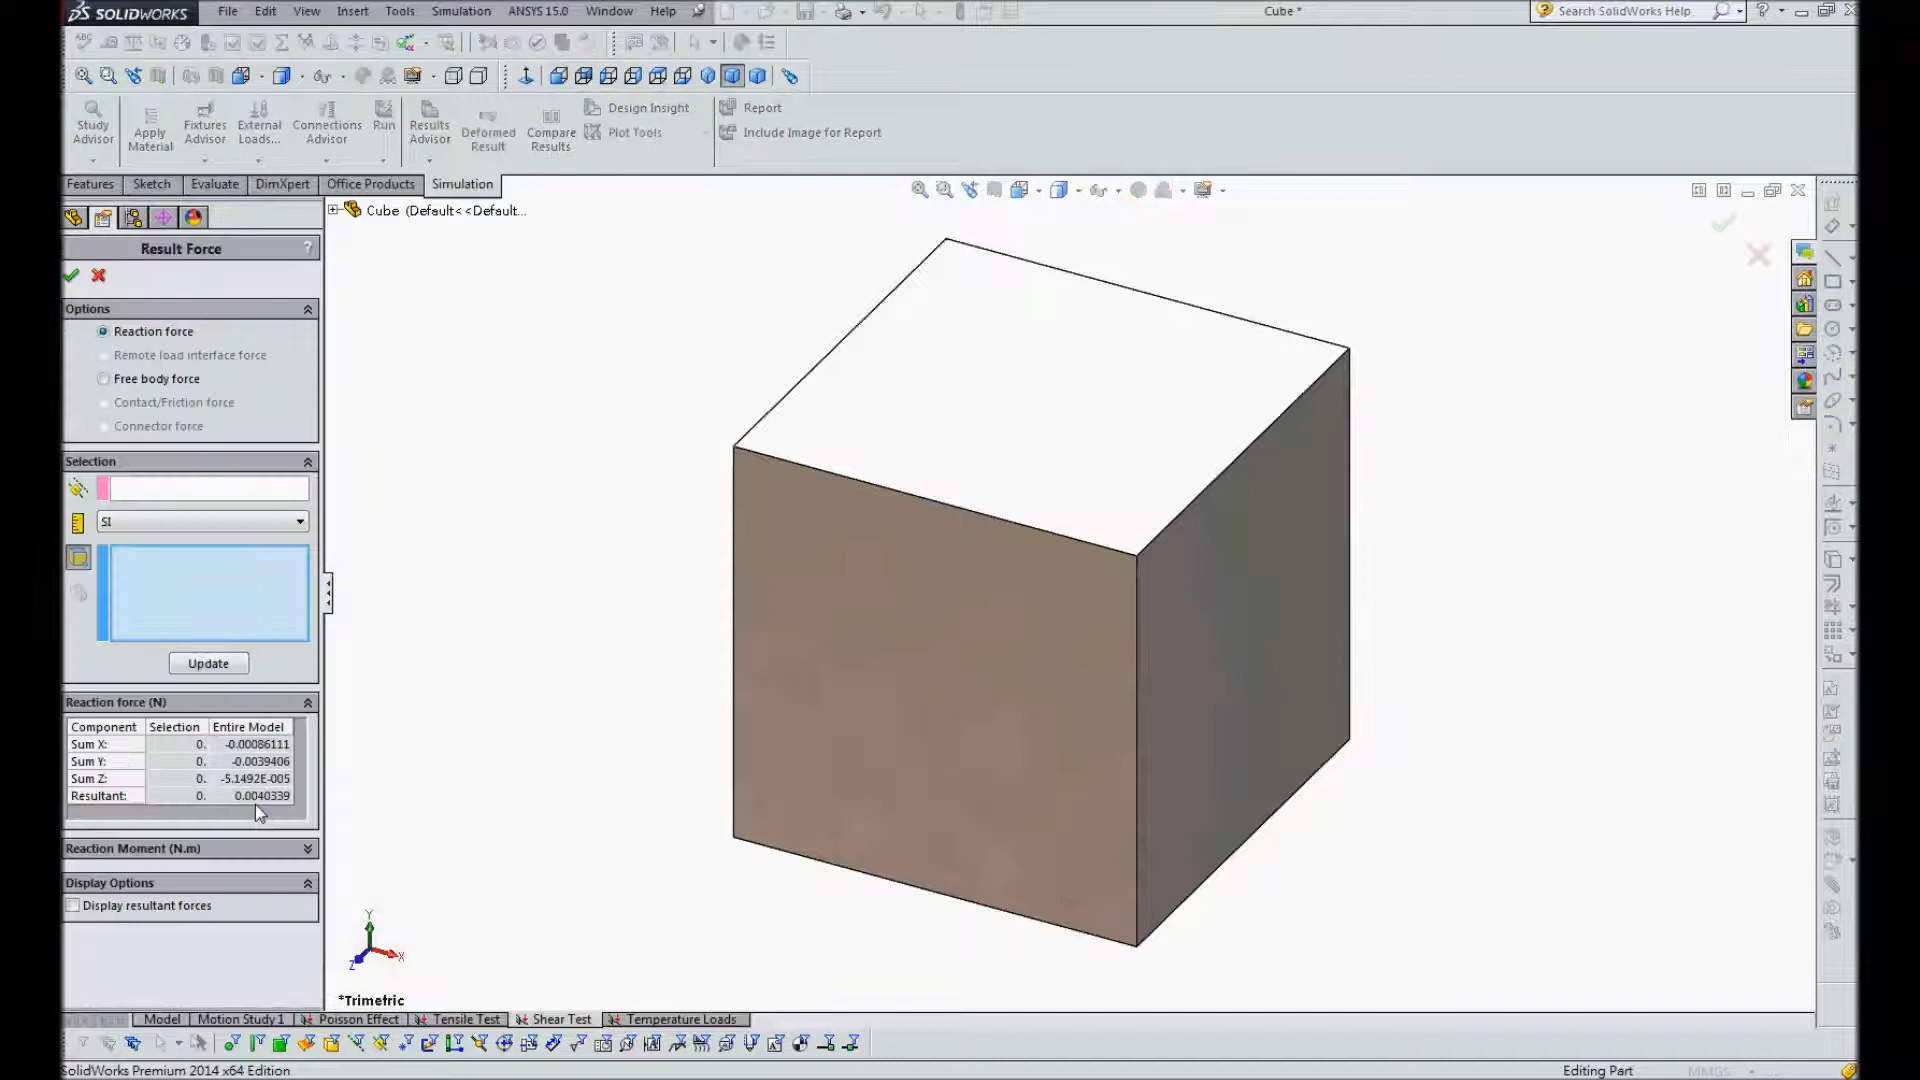 SOLIDWORKS File Edit View Insert Tools Simulation ANSYS 15.0 Window Help Cube * Search SolidWorks Help
Study Advisor
Apply Material
Fixtures Advisor
External Loads...
Connections Advisor
Run
Results Advisor
Deformed Result
Compare Results
Design Insight
Plot Tools
Report
Include Image for Report
Features Sketch Evaluate DimXpert Office Products Simulation
Cube (Default<<Default...
Result Force ?
Options
Reaction force
Remote load interface force
Free body force
Contact/Friction force
Connector force
Selection
SI
Update
Reaction force (N)
Component Selection Entire Model
Sum X: 0. -0.00086111
Sum Y: 0. -0.0039406
Sum Z: 0. -5.1492E-005
Resultant: 0. 0.0040339
Reaction Moment (N.m)
Display Options
Display resultant forces
Y
X
Z
*Trimetric
Model Motion Study 1 Poisson Effect Tensile Test Shear Test Temperature Loads
SolidWorks Premium 2014 x64 Edition Editing Part MMGS